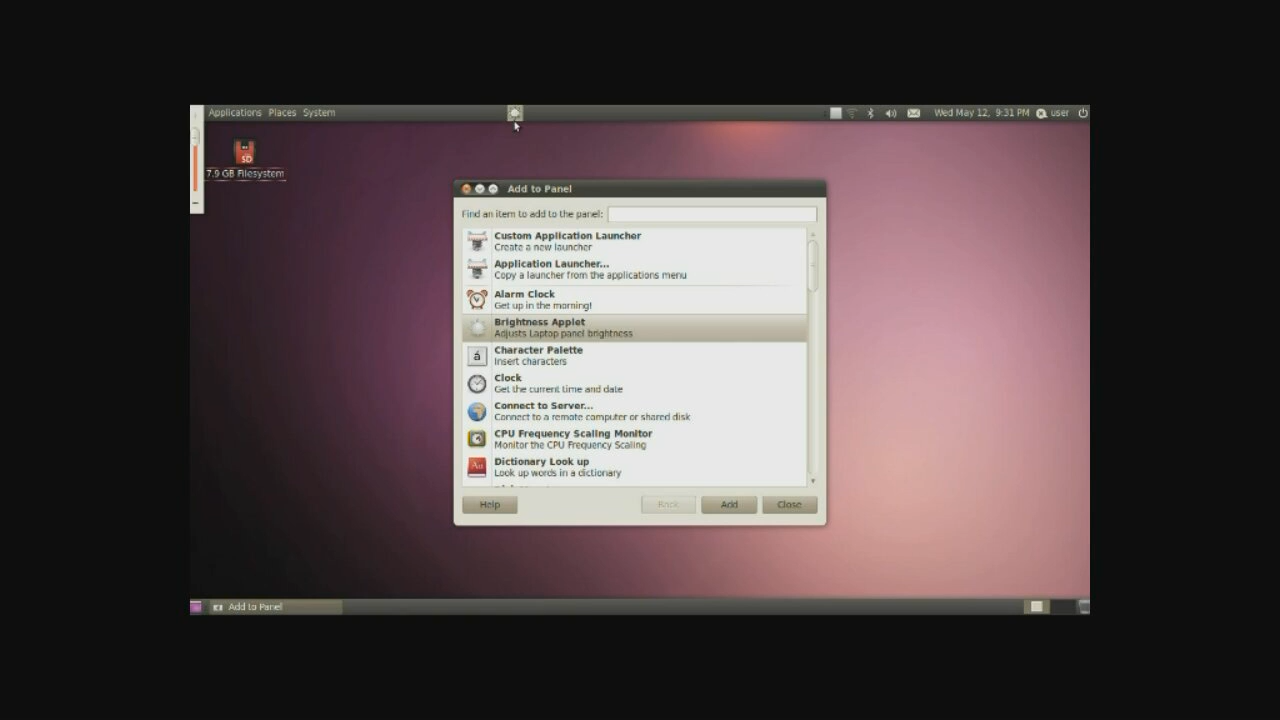 Applications Places System
Wed May 12, 9:31 PM user
SD
7.9 GB Filesystem
Add to Panel
Find an item to add to the panel:
Custom Application Launcher
Create a new launcher
Application Launcher...
Copy a launcher from the applications menu
Alarm Clock
Get up in the morning!
Brightness Applet
Adjusts Laptop panel brightness
á
Character Palette
Insert characters
Clock
Get the current time and date
Connect to Server...
Connect to a remote computer or shared disk
CPU Frequency Scaling Monitor
Monitor the CPU Frequency Scaling
Dictionary Look up
Look up words in a dictionary
Help Back Add Close
Add to Panel